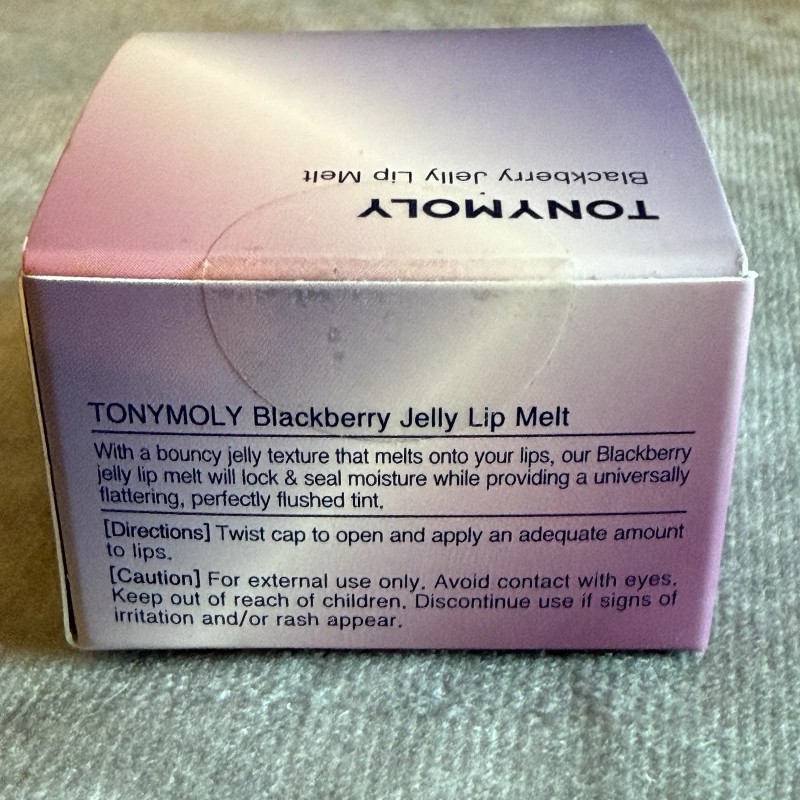 Blackberry Jelly Lip Melt
TONYMOLY
TONYMOLY Blackberry Jelly Lip Melt
With a bouncy jelly texture that melts onto your lips, our Blackberry
jelly lip melt will lock & seal moisture while providing a universally
flattering, perfectly flushed tint.
[Directions] Twist cap to open and apply an adequate amount
to lips.
[Caution] For external use only. Avoid contact with eyes.
Keep out of reach of children. Discontinue use if signs of
irritation and/or rash appear.